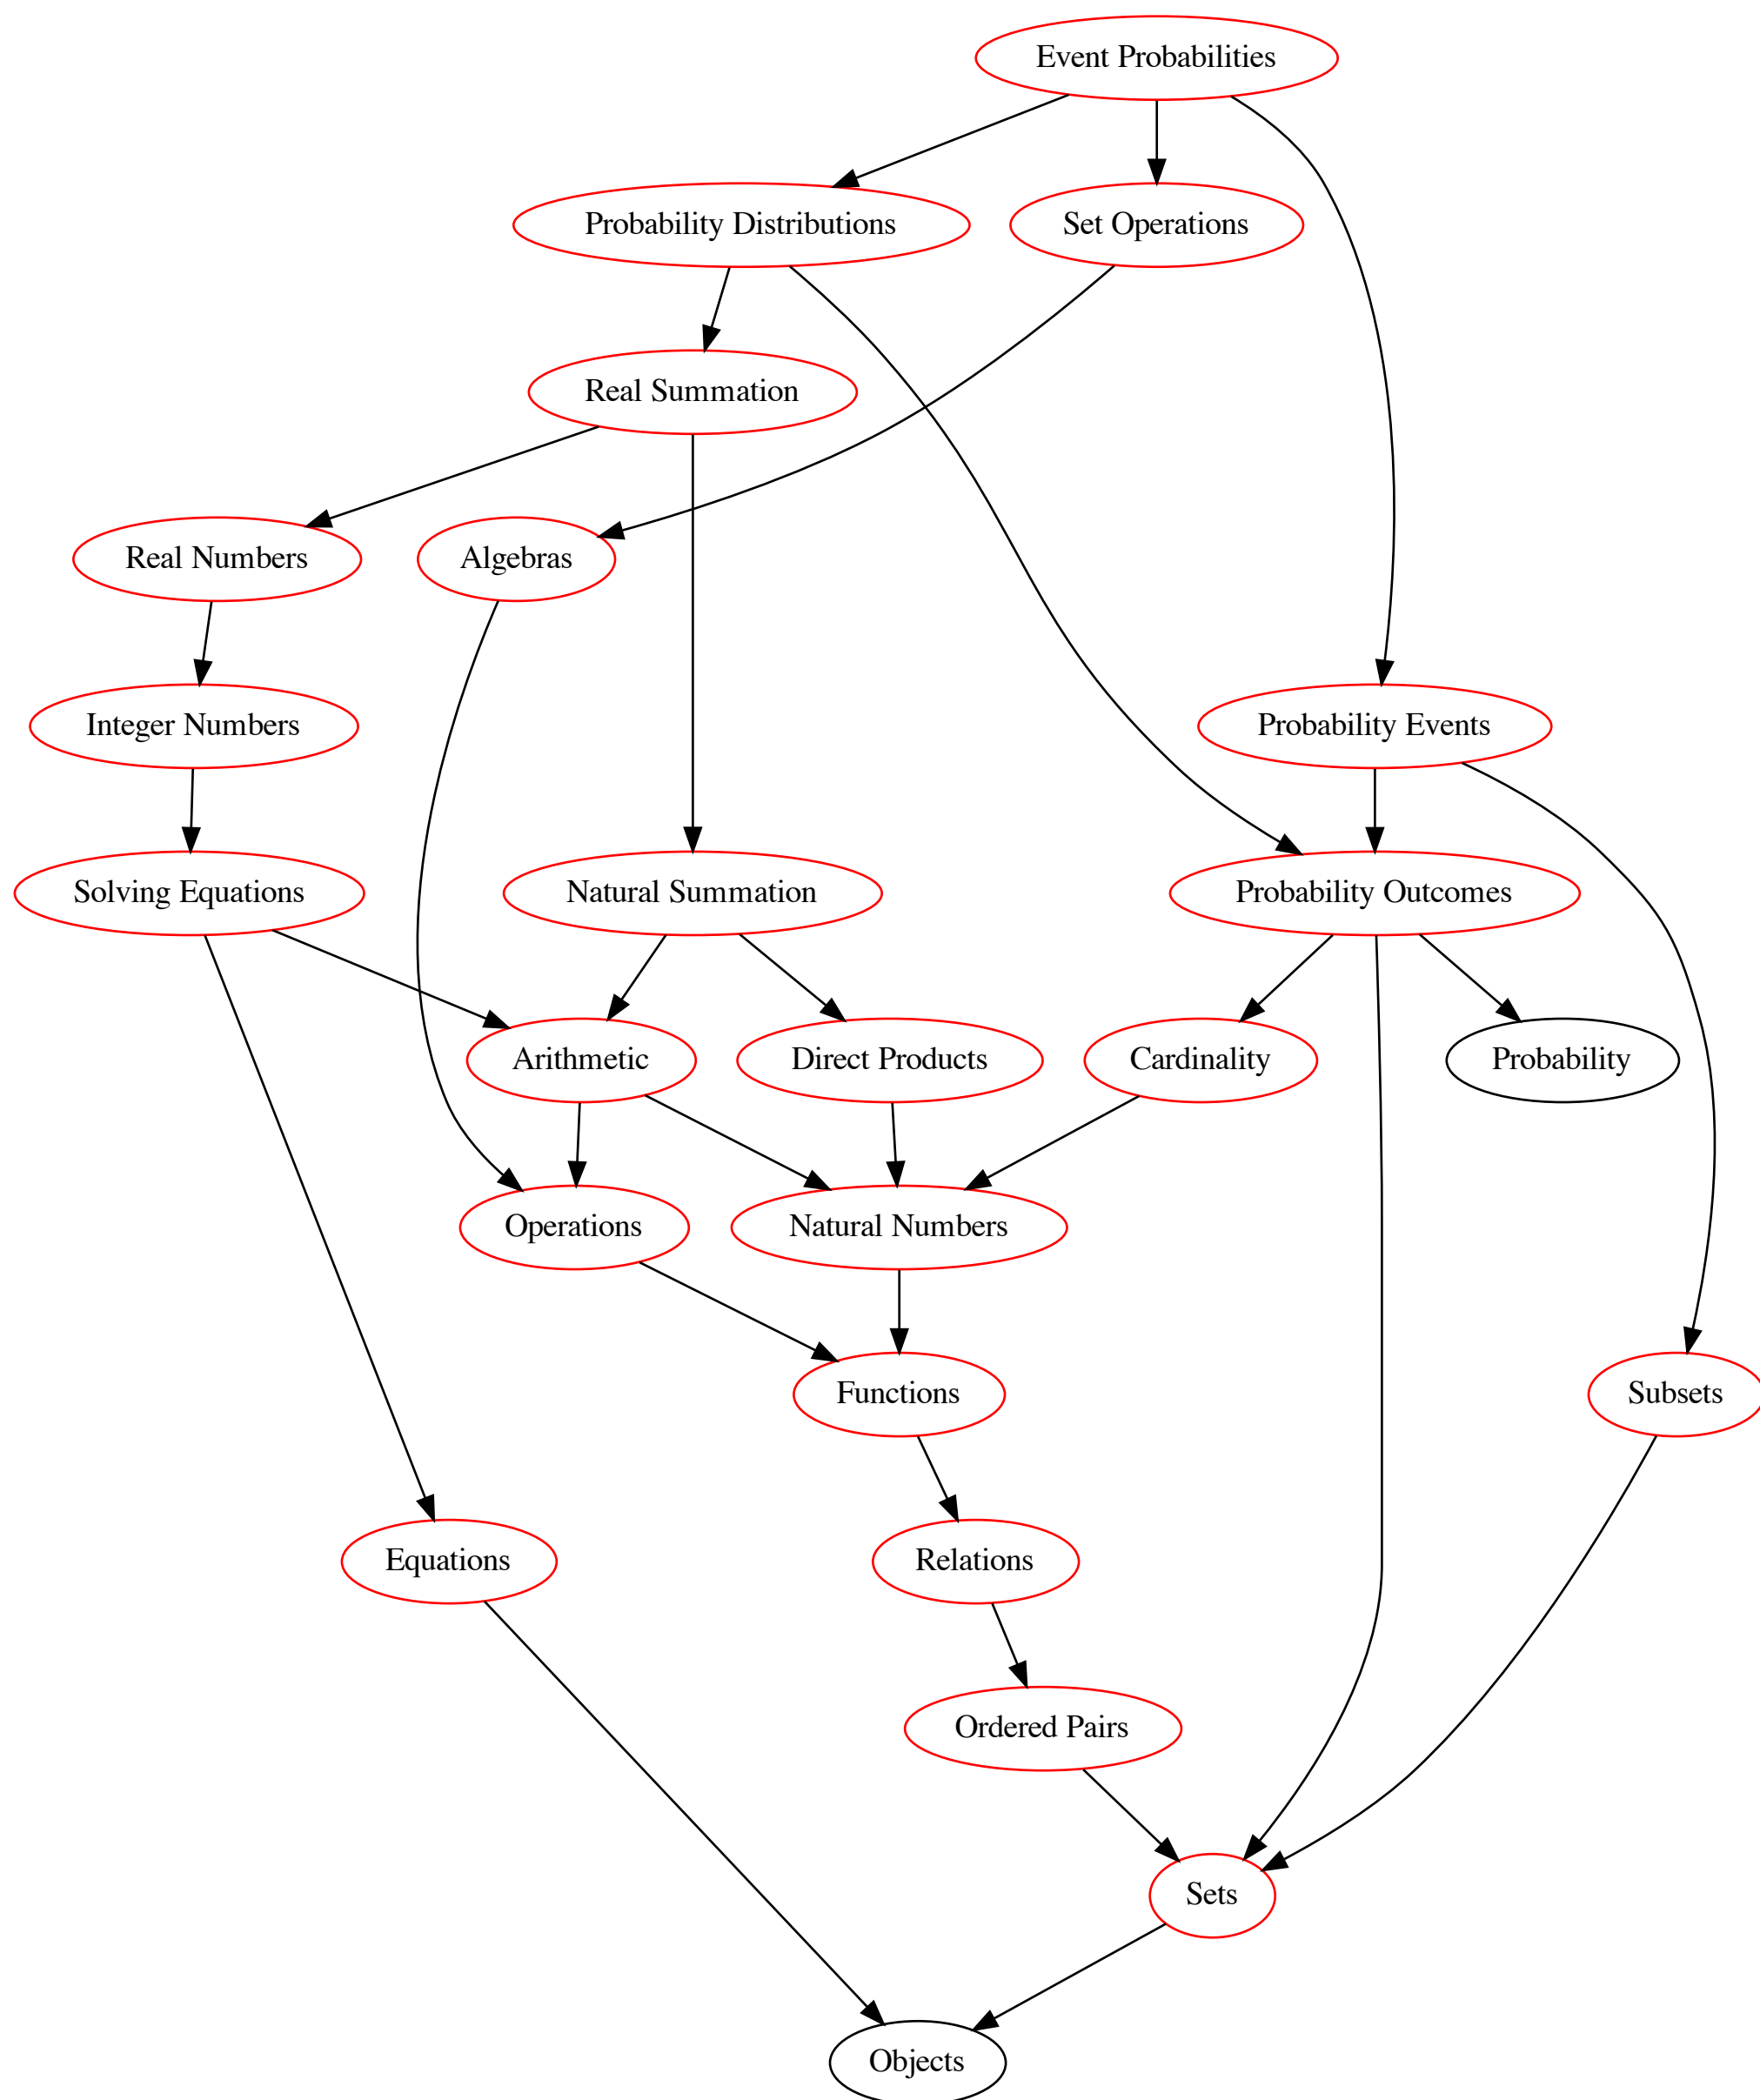 Event Probabilities
Probability Distributions
Set Operations
Real Summation
Real Numbers
Algebras
Integer Numbers
Probability Events
Solving Equations
Natural Summation
Probability Outcomes
Arithmetic
Direct Products
Cardinality
Probability
Operations
Natural Numbers
Functions
Subsets
Equations
Relations
Ordered Pairs
Sets
Objects